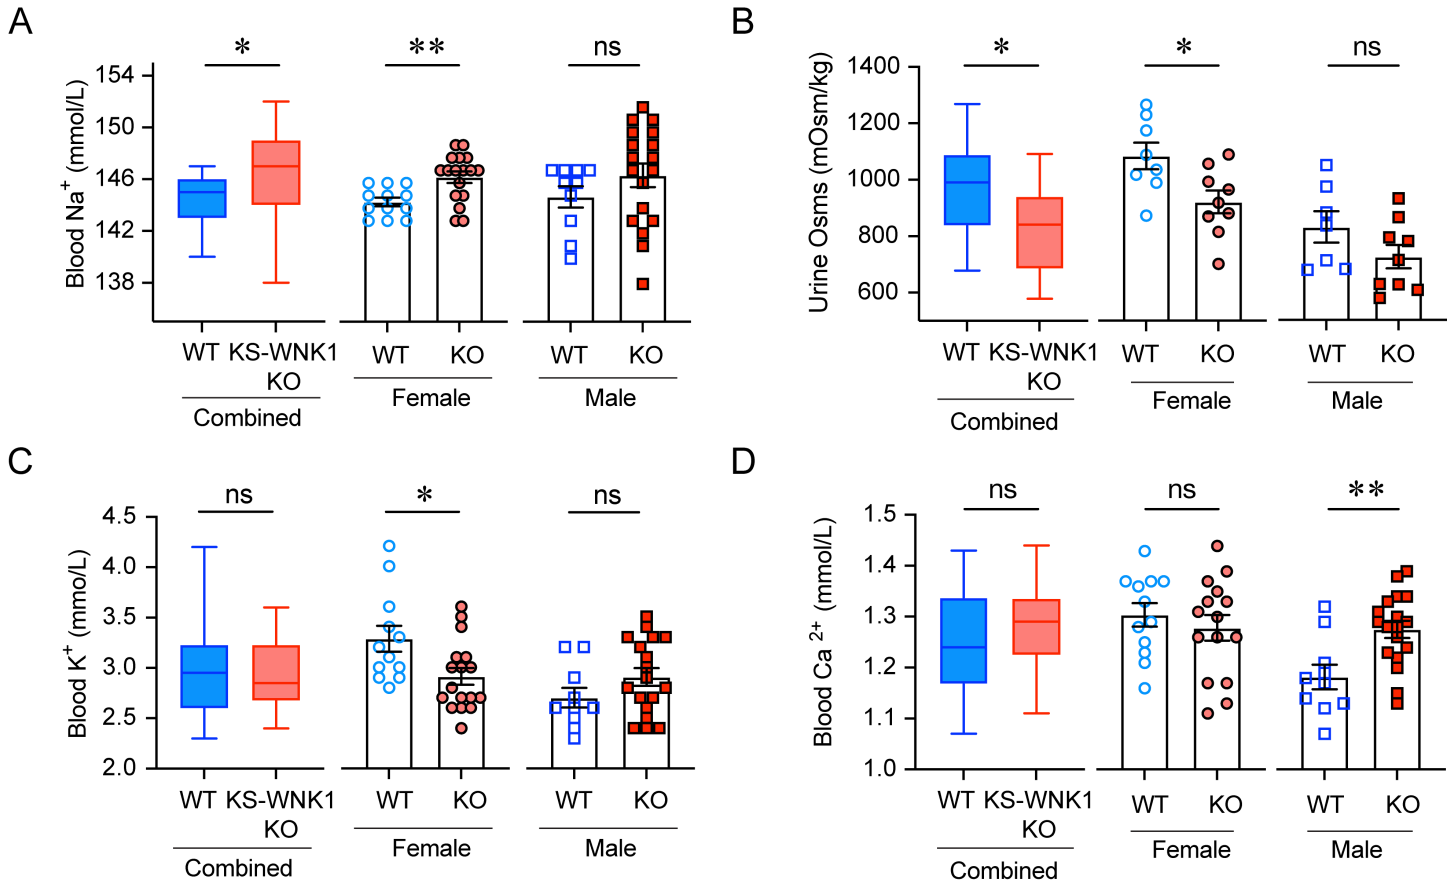 A
Blood Na+ (mmol/L)
154
150
146
142
138
* ** ns
WT KS-WNK1 KO
Combined
WT KO
Female
WT KO
Male
B
Urine Osms (mOsm/kg)
1400
1200
1000
800
600
* * ns
WT KS-WNK1 KO
Combined
WT KO
Female
WT KO
Male
C
Blood K+ (mmo/L)
4.5
4.0
3.5
3.0
2.5
2.0
ns * ns
WT KS-WNK1 KO
Combined
WT KO
Female
WT KO
Male
D
Blood Ca 2+ (mmol/L)
1.5
1.4
1.3
1.2
1.1
1.0
ns ns **
WT KS-WNK1 KO
Combined
WT KO
Female
WT KO
Male